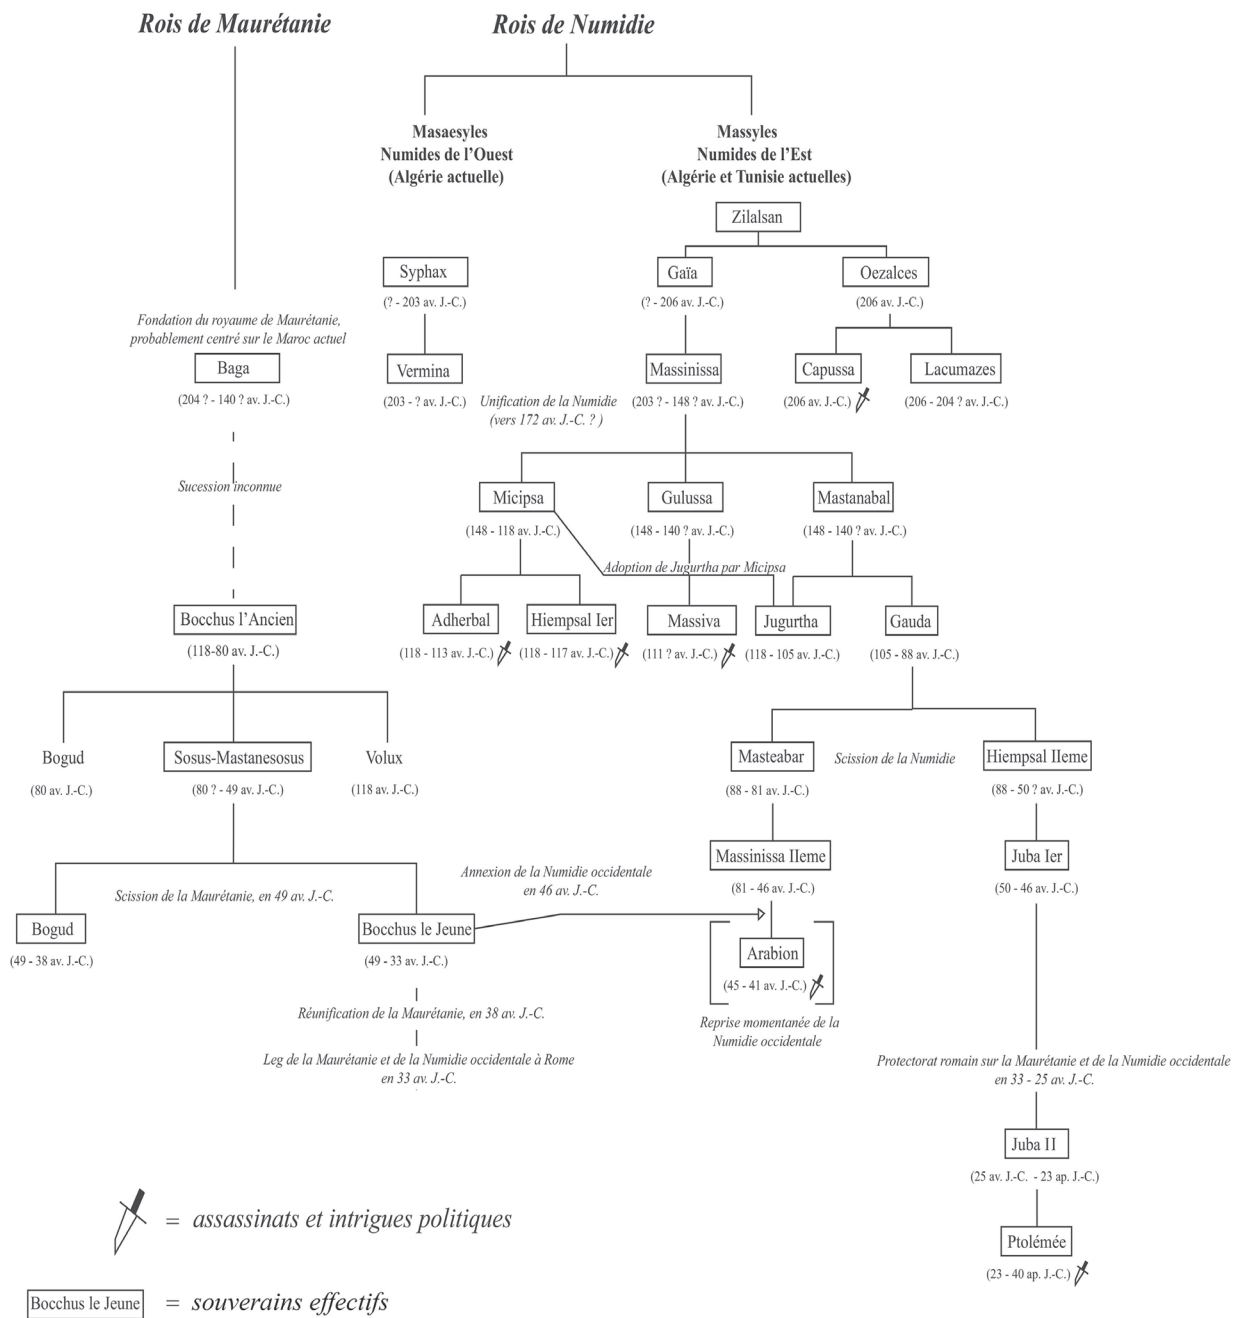 Rois de Maurétanie
Rois de Numidie
Masaesyles
Numides de l'Ouest
(Algérie actuelle)
Massyles
Numides de l'Est
(Algérie et Tunisie actuelles)
Zilalsan
Syphax
(? - 203 av. J.-C.)
Gaïa
(? - 206 av. J.-C.)
Oezalces
(206 av. J.-C.)
Fondation du royaume de Maurétanie,
probablement centré sur le Maroc actuel
Baga
(204 ? - 140 ? av. J.-C.)
Vermina
(203 - ? av. J.-C.)
Unification de la Numidie
(vers 172 av. J.-C. ? )
Massinissa
(203 ? - 148 ? av. J.-C.)
Capussa
(206 av. J.-C.)
Lacumazes
(206 - 204 ? av. J.-C.)
Sucession inconnue
Micipsa
(148 - 118 av. J.-C.)
Gulussa
(148 - 140 ? av. J.-C.)
Mastanabal
(148 - 140 ? av. J.-C.)
Adoption de Jugurtha par Micipsa
Bocchus l'Ancien
(118-80 av. J.-C.)
Adherbal
(118 - 113 av. J.-C.)
Hiempsal Ier
(118 - 117 av. J.-C.)
Massiva
(111 ? av. J.-C.)
Jugurtha
(118 - 105 av. J.-C.)
Gauda
(105 - 88 av. J.-C.)
Bogud
(80 av. J.-C.)
Sosus-Mastanesosus
(80 ? - 49 av. J.-C.)
Volux
(118 av. J.-C.)
Masteabar
(88 - 81 av. J.-C.)
Scission de la Numidie
Hiempsal IIeme
(88 - 50 ? av. J.-C.)
Massinissa IIeme
(81 - 46 av. J.-C.)
Juba Ier
(50 - 46 av. J.-C.)
Annexion de la Numidie occidentale
en 46 av. J.-C.
Scission de la Maurétanie, en 49 av. J.-C.
Bogud
(49 - 38 av. J.-C.)
Bocchus le Jeune
(49 - 33 av. J.-C.)
Arabion
(45 - 41 av. J.-C.)
Reprise momentanée de la
Numidie occidentale
Réunification de la Maurétanie, en 38 av. J.-C.
Leg de la Maurétanie et de la Numidie occidentale à Rome
en 33 av. J.-C.
Protectorat romain sur la Maurétanie et de la Numidie occidentale
en 33 - 25 av. J.-C.
Juba II
(25 av. J.-C. - 23 ap. J.-C.)
Ptolémée
(23 - 40 ap. J.-C.)
= assassinats et intrigues politiques
Bocchus le Jeune = souverains effectifs